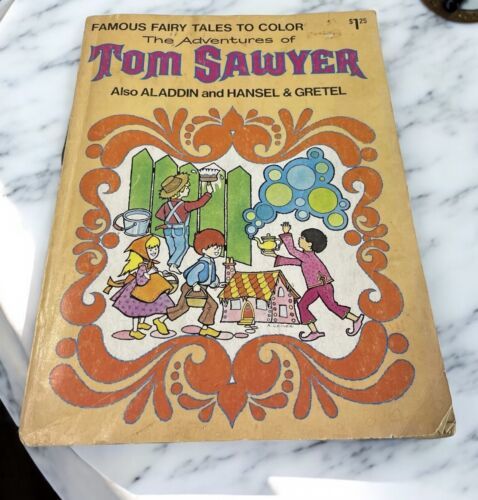 FAMOUS FAIRY TALES TO COLOR $1.25
The Adventures of
TOM SAWYER
Also ALADDIN and HANSEL & GRETEL